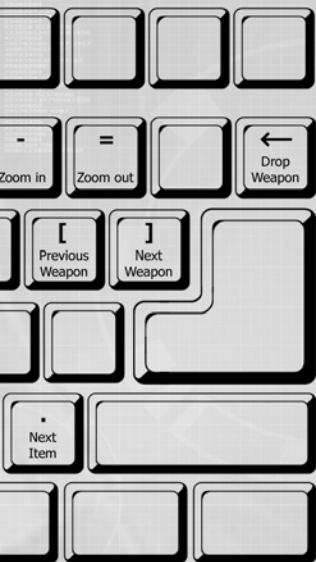 -
Zoom in
=
Zoom out
←
Drop
Weapon
[
Previous
Weapon
]
Next
Weapon
.
Next
Item